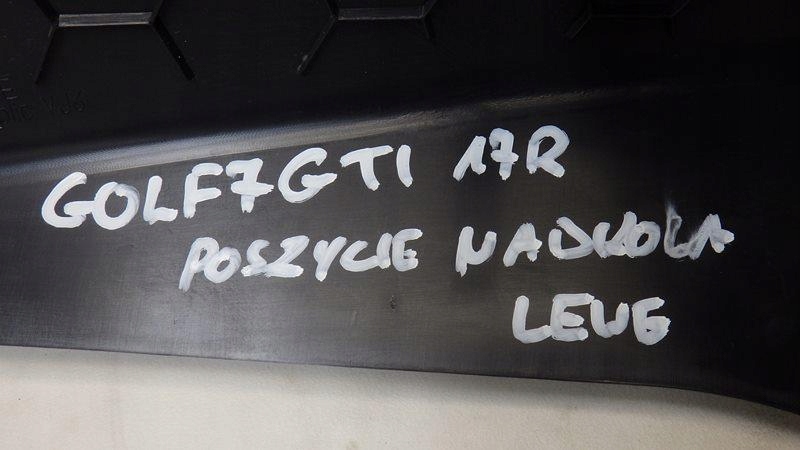 GOLF7GTI 17R
POSZYCIE NADKOLA
LEWE